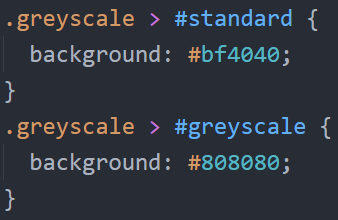 .greyscale > #standard {
  background: #bf4040;
}
.greyscale > #greyscale {
  background: #808080;
}